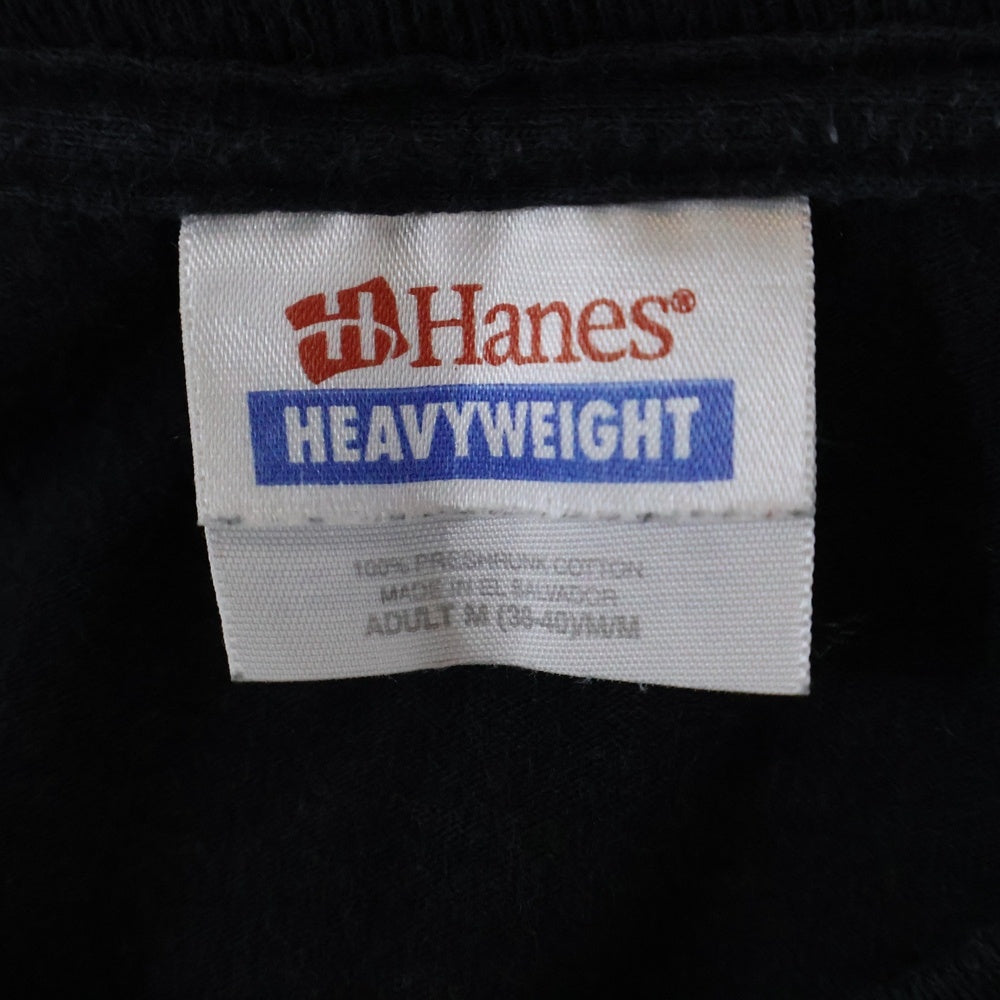 Hanes®
HEAVYWEIGHT
100% PRESHRUNK COTTON
MADE IN EL SALVADOR
ADULT M (38-40)/M/M